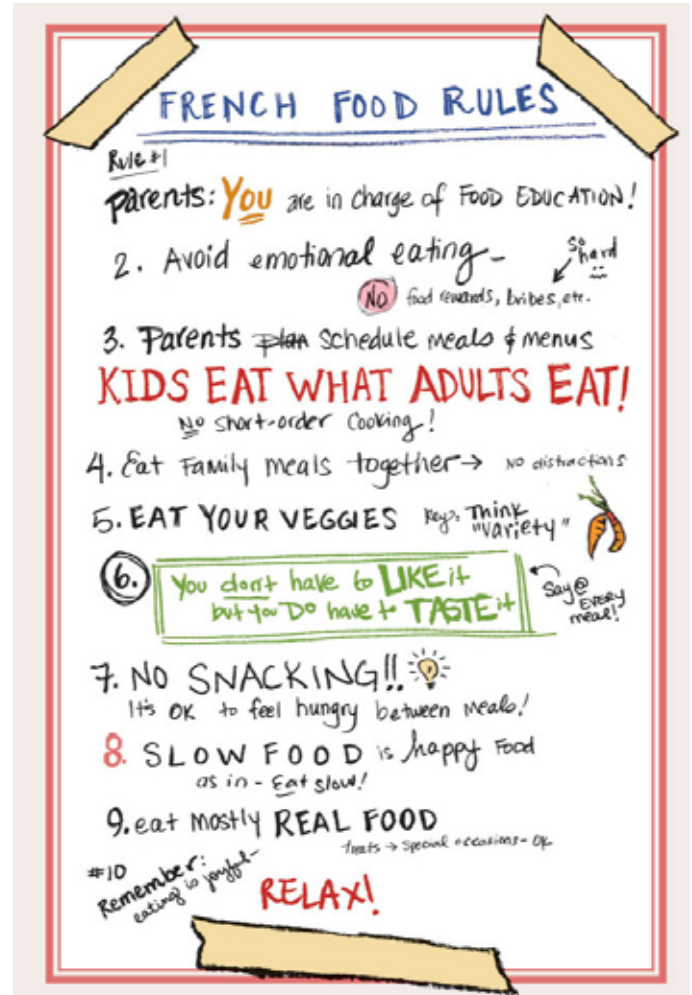 FRENCH FOOD RULES
Rule #1
Parents: YOU are in charge of FOOD EDUCATION!
2. Avoid emotional eating-
So hard
NO food rewards, bribes, etc.
3. Parents plan schedule meals & menus
KIDS EAT WHAT ADULTS EAT!
NO short-order cooking!
4. Eat Family meals together → NO distractions
5. EAT YOUR VEGGIES Key: Think "variety"
6. You don't have to LIKE it
but you DO have to TASTE it
Say @ EVERY meal!
7. NO SNACKING!!
It's OK to feel hungry between meals!
8. SLOW FOOD is happy Food
as in - Eat slow!
9. eat mostly REAL FOOD
treats → special occasions - OK
#10
Remember:
eating is joyful-
RELAX!